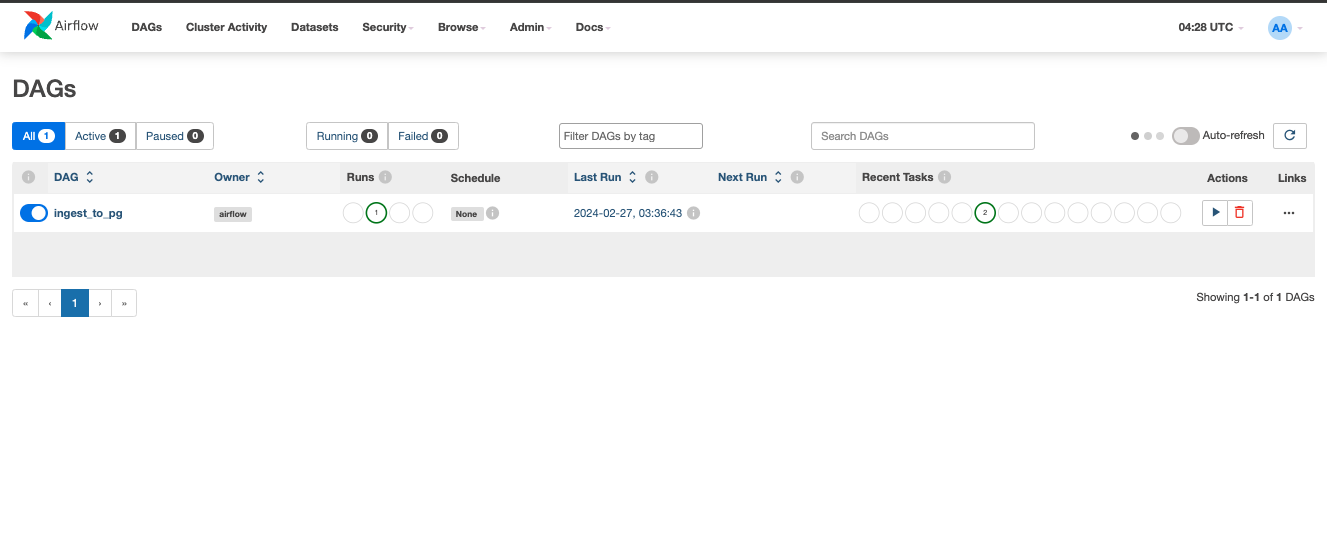 Airflow DAGs Cluster Activity Datasets Security Browse Admin Docs 04:28 UTC AA
DAGs
All 1 Active 1 Paused 0 Running 0 Failed 0 Filter DAGs by tag Search DAGs Auto-refresh
i DAG Owner Runs i Schedule Last Run i Next Run i Recent Tasks i Actions Links
ingest_to_pg airflow 1 None i 2024-02-27, 03:36:43 i 2 ...
« ‹ 1 › » Showing 1-1 of 1 DAGs